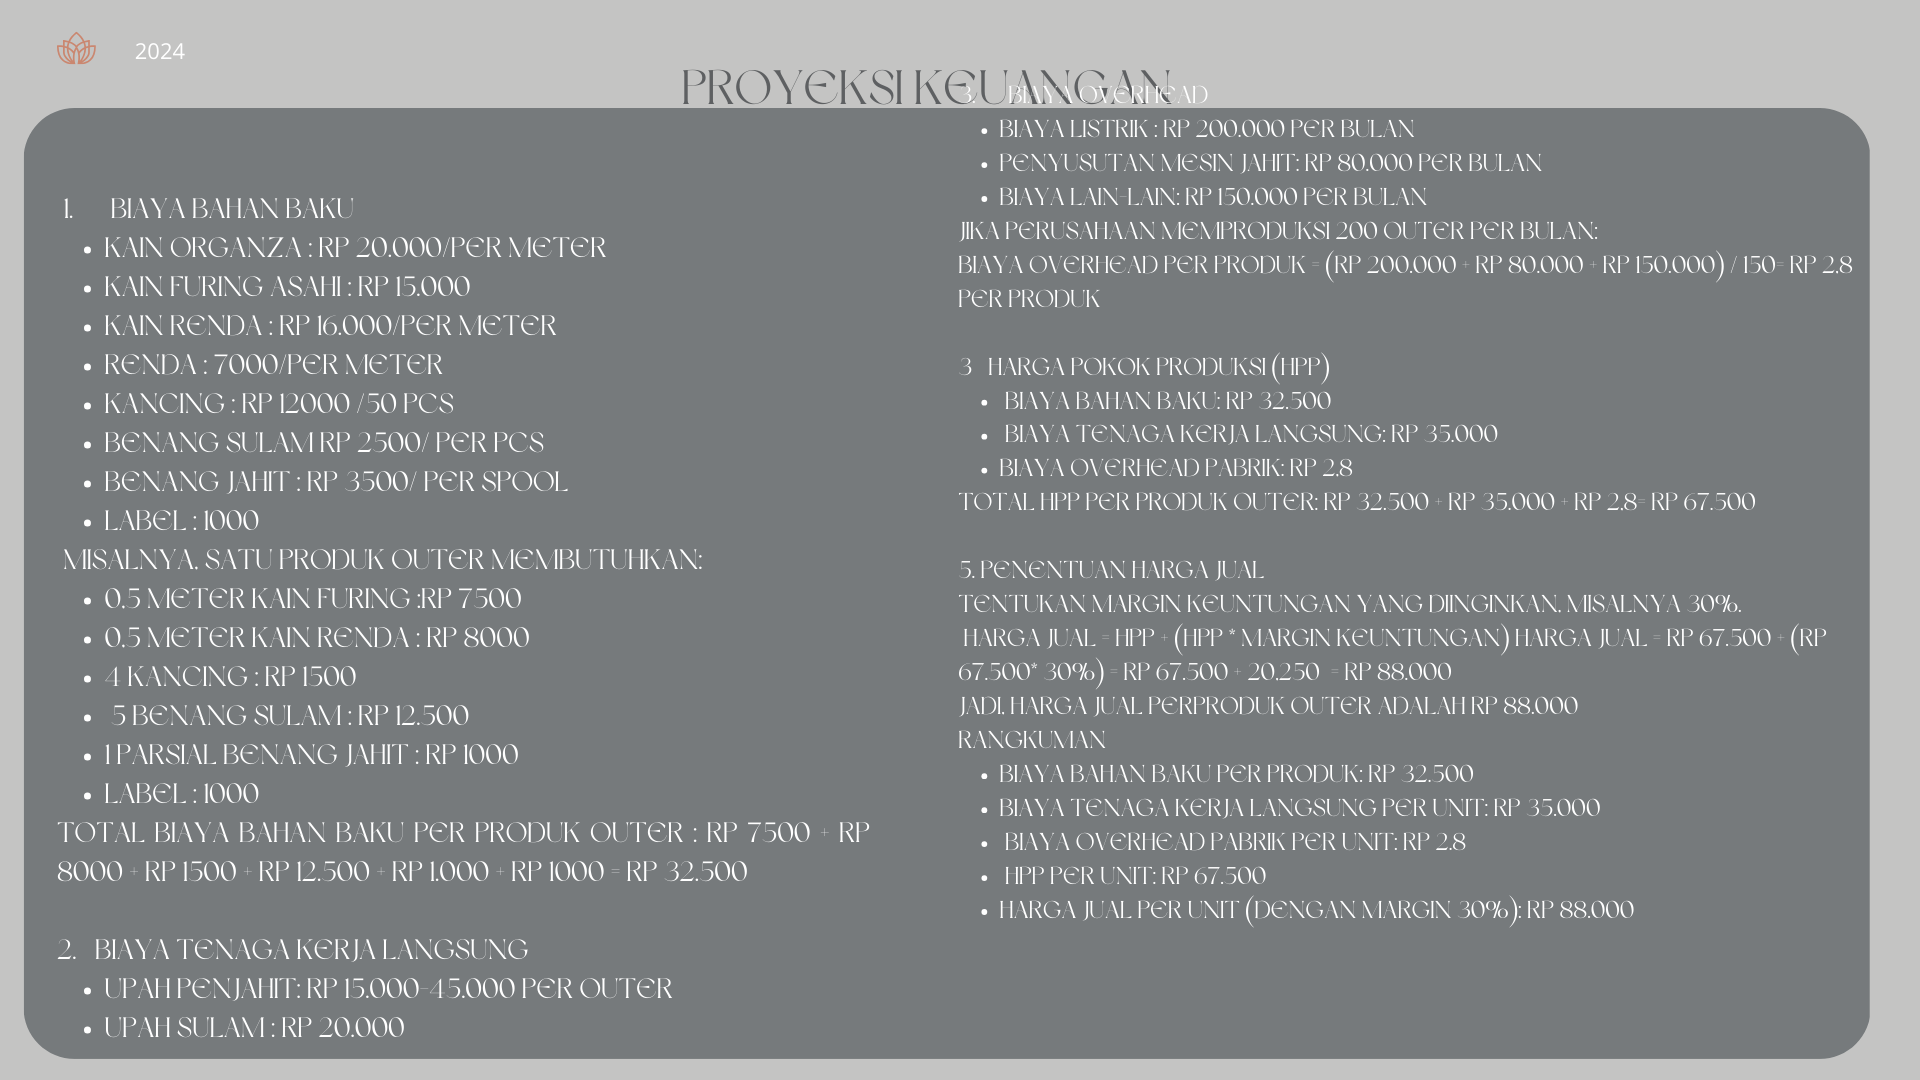 2024
PROYEKSI KEUANGAN
1. BIAYA BAHAN BAKU
• KAIN ORGANZA : RP 20.000/PER METER
• KAIN FURING ASAHI : RP 15.000
• KAIN RENDA : RP 16.000/PER METER
• RENDA : 7000/PER METER
• KANCING : RP 12000 /50 PCS
• BENANG SULAM RP 2500/ PER PCS
• BENANG JAHIT : RP 3500/ PER SPOOL
• LABEL : 1000
MISALNYA, SATU PRODUK OUTER MEMBUTUHKAN:
• 0,5 METER KAIN FURING :RP 7500
• 0,5 METER KAIN RENDA : RP 8000
• 4 KANCING : RP 1500
• 5 BENANG SULAM : RP 12.500
• 1 PARSIAL BENANG JAHIT : RP 1000
• LABEL : 1000
TOTAL BIAYA BAHAN BAKU PER PRODUK OUTER : RP 7500 + RP
8000 + RP 1500 + RP 12.500 + RP 1.000 + RP 1000 = RP 32.500
2. BIAYA TENAGA KERJA LANGSUNG
• UPAH PENJAHIT: RP 15.000-45.000 PER OUTER
• UPAH SULAM : RP 20.000
3. BIAYA OVERHEAD
• BIAYA LISTRIK : RP 200.000 PER BULAN
• PENYUSUTAN MESIN JAHIT: RP 80.000 PER BULAN
• BIAYA LAIN-LAIN: RP 150.000 PER BULAN
JIKA PERUSAHAAN MEMPRODUKSI 200 OUTER PER BULAN:
BIAYA OVERHEAD PER PRODUK = (RP 200.000 + RP 80.000 + RP 150.000) / 150= RP 2.8
PER PRODUK
3 HARGA POKOK PRODUKSI (HPP)
• BIAYA BAHAN BAKU: RP 32.500
• BIAYA TENAGA KERJA LANGSUNG: RP 35.000
• BIAYA OVERHEAD PABRIK: RP 2,8
TOTAL HPP PER PRODUK OUTER: RP 32.500 + RP 35.000 + RP 2.8= RP 67.500
5. PENENTUAN HARGA JUAL
TENTUKAN MARGIN KEUNTUNGAN YANG DIINGINKAN, MISALNYA 30%.
HARGA JUAL = HPP + (HPP * MARGIN KEUNTUNGAN) HARGA JUAL = RP 67.500 + (RP
67.500* 30%) = RP 67.500 + 20.250 = RP 88.000
JADI, HARGA JUAL PERPRODUK OUTER ADALAH RP 88.000
RANGKUMAN
• BIAYA BAHAN BAKU PER PRODUK: RP 32.500
• BIAYA TENAGA KERJA LANGSUNG PER UNIT: RP 35.000
• BIAYA OVERHEAD PABRIK PER UNIT: RP 2.8
• HPP PER UNIT: RP 67.500
• HARGA JUAL PER UNIT (DENGAN MARGIN 30%): RP 88.000